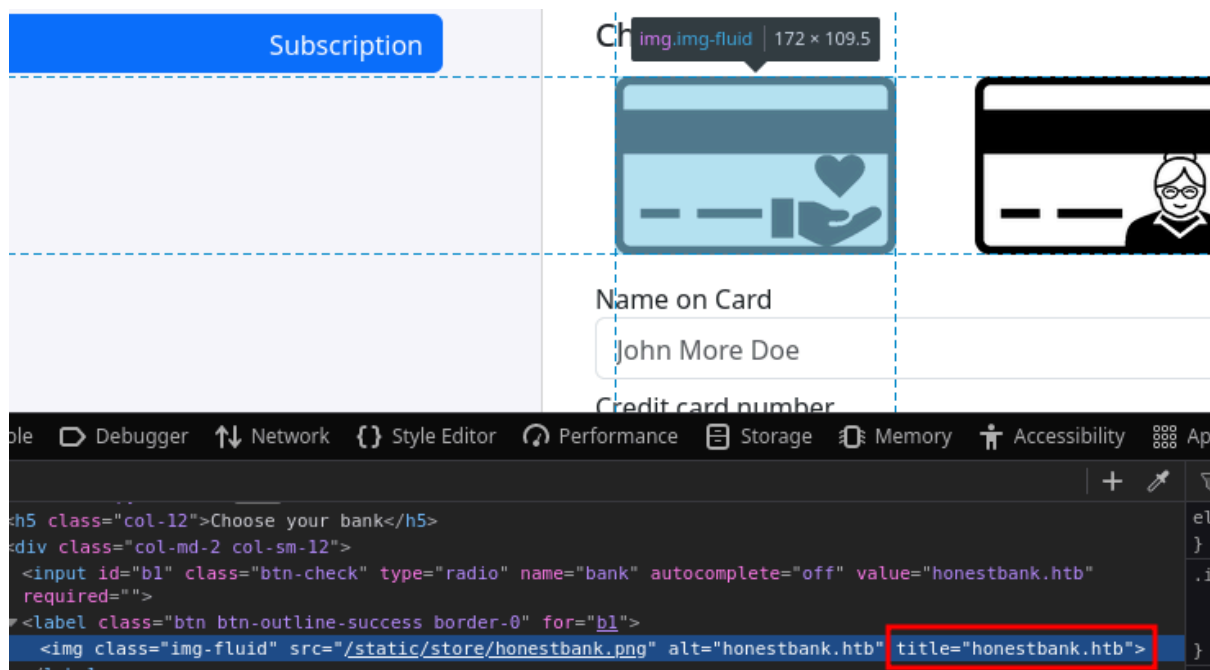 Subscription
Ch img.img-fluid 172 × 109.5
Name on Card
John More Doe
Credit card number
ole Debugger Network {} Style Editor Performance Storage Memory Accessibility Ap
+
<h5 class="col-12">Choose your bank</h5>
el
<div class="col-md-2 col-sm-12">
}
<input id="b1" class="btn-check" type="radio" name="bank" autocomplete="off" value="honestbank.htb"
.i
required="">
<label class="btn btn-outline-success border-0" for="b1">
<img class="img-fluid" src="/static/store/honestbank.png" alt="honestbank.htb" title="honestbank.htb">
}